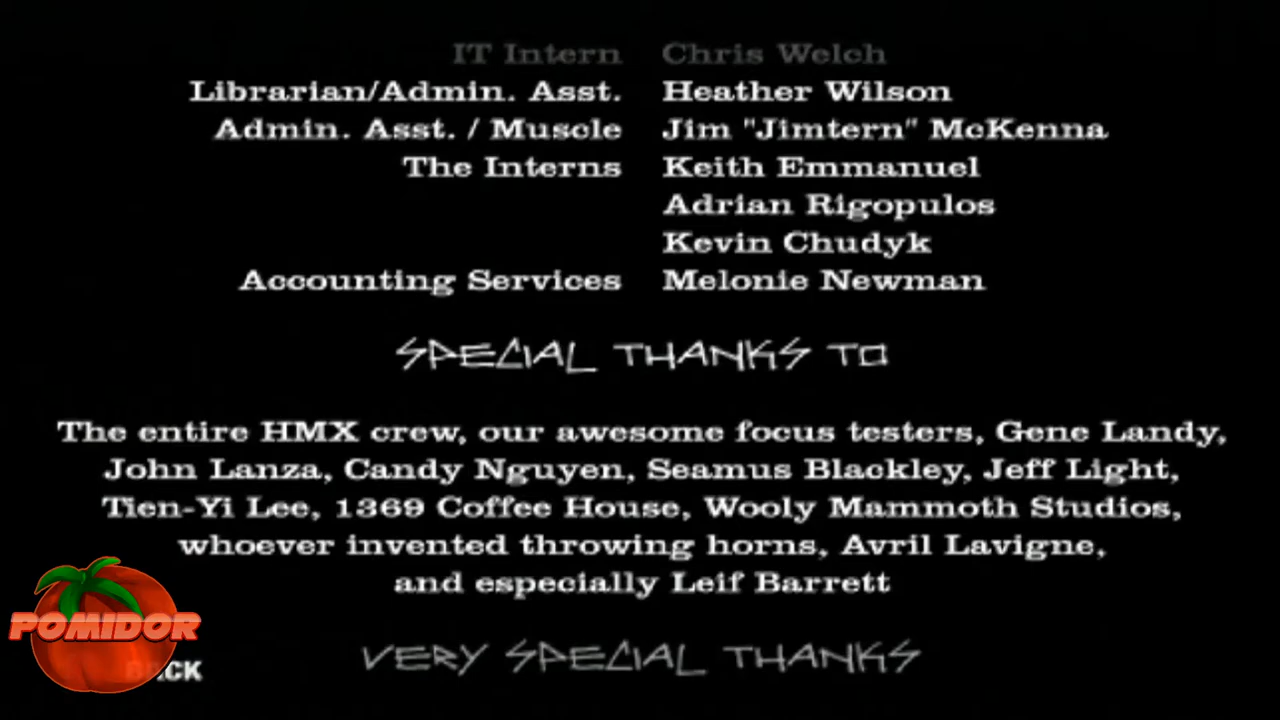 IT Intern Chris Welch
Librarian/Admin. Asst. Heather Wilson
Admin. Asst. / Muscle Jim "Jimtern" McKenna
The Interns Keith Emmanuel
Adrian Rigopulos
Kevin Chudyk
Accounting Services Melonie Newman
SPECIAL THANKS TO
The entire HMX crew, our awesome focus testers, Gene Landy,
John Lanza, Candy Nguyen, Seamus Blackley, Jeff Light,
Tien-Yi Lee, 1369 Coffee House, Wooly Mammoth Studios,
whoever invented throwing horns, Avril Lavigne,
and especially Leif Barrett
POMIDOR
BACK
VERY SPECIAL THANKS